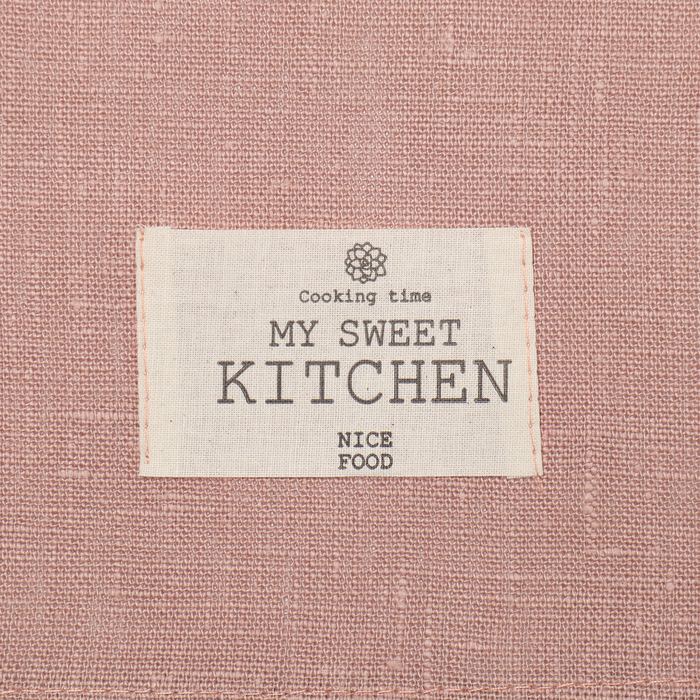 Cooking time
MY SWEET
KITCHEN
NICE
FOOD